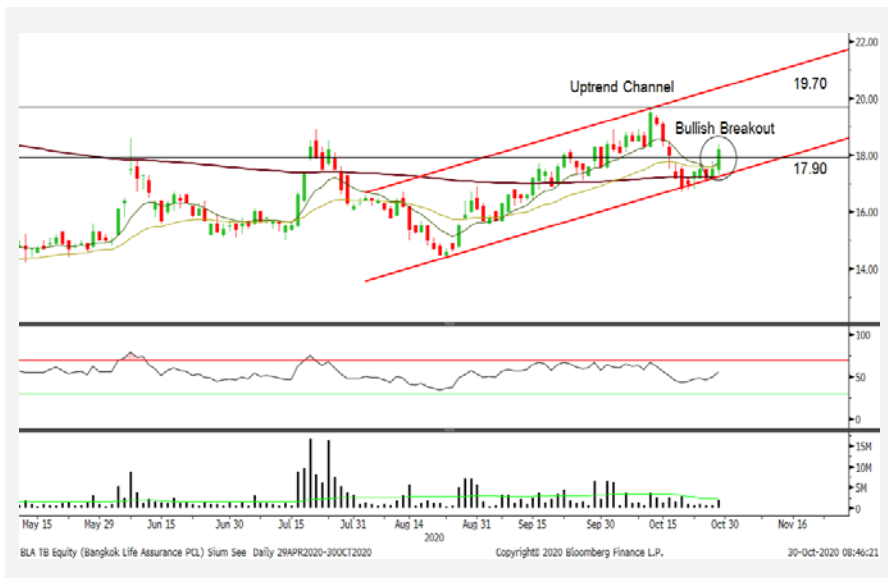 22.00
Uptrend Channel
19.70
20.00
Bullish Breakout
18.00
17.90
16.00
14.00
100
50
0
15M
10M
5M
0
May 15 May 29 Jun 15 Jun 30 Jul 15 Jul 31 Aug 14 Aug 31 Sep 15 Sep 30 Oct 15 Oct 30 Nov 16
2020
BLA TB Equity (Bangkok Life Assurance PCL) Sium See Daily 29APR2020-30OCT2020 Copyright© 2020 Bloomberg Finance L.P. 30-Oct-2020 08:46:21